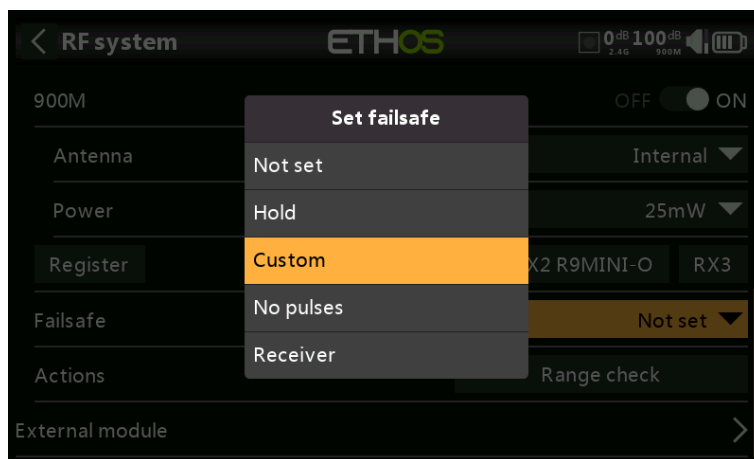 RF system
ETHOS
0dB 2.4G 100dB 900M
900M
OFF ON
Antenna
Internal
Power
25mW
Register
X2 R9MINI-O
RX3
Failsafe
Not set
Actions
Range check
External module
Set failsafe
Not set
Hold
Custom
No pulses
Receiver